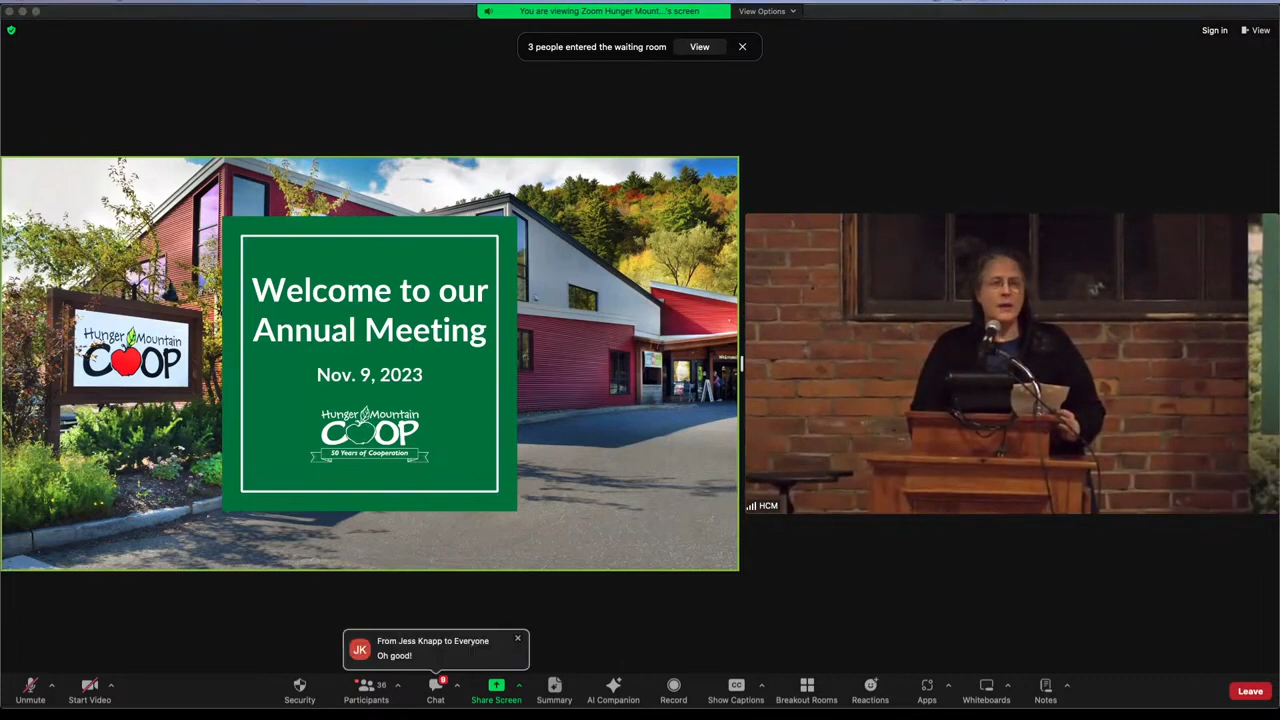 You are viewing Zoom Hunger Mount...'s screen
View Options
Sign in
View
3 people entered the waiting room
View
Hunger Mountain
COOP
Welcome to our
Annual Meeting
Nov. 9, 2023
Hunger Mountain
COOP
50 Years of Cooperation
HCM
JK
From Jess Knapp to Everyone
Oh good!
Unmute
Start Video
Security
36
Participants
Chat
Share Screen
Summary
AI Companion
Record
CC
Show Captions
Breakout Rooms
Reactions
Apps
Whiteboards
Notes
Leave